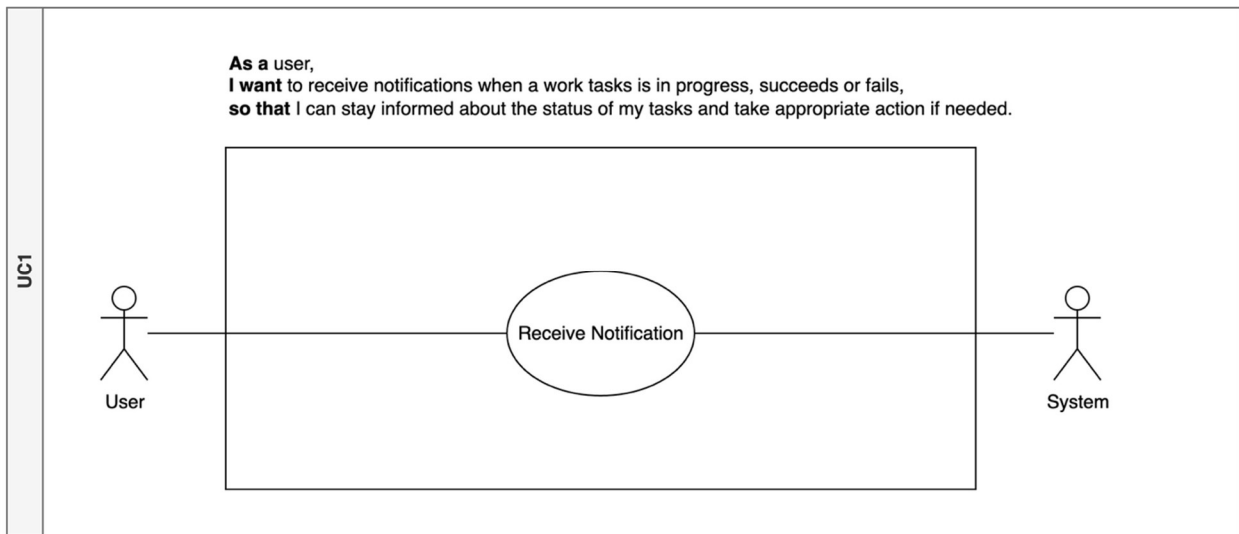 UC1
As a user,
I want to receive notifications when a work tasks is in progress, succeeds or fails,
so that I can stay informed about the status of my tasks and take appropriate action if needed.
Receive Notification
User
System